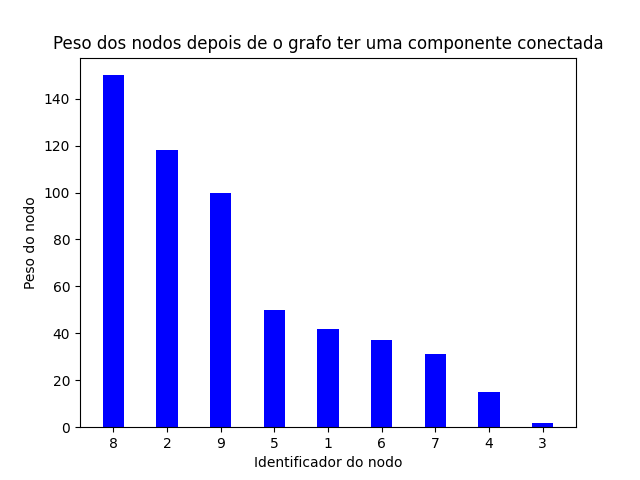 Peso dos nodos depois de o grafo ter uma componente conectada
Peso do nodo
140
120
100
80
60
40
20
0
8 2 9 5 1 6 7 4 3
Identificador do nodo